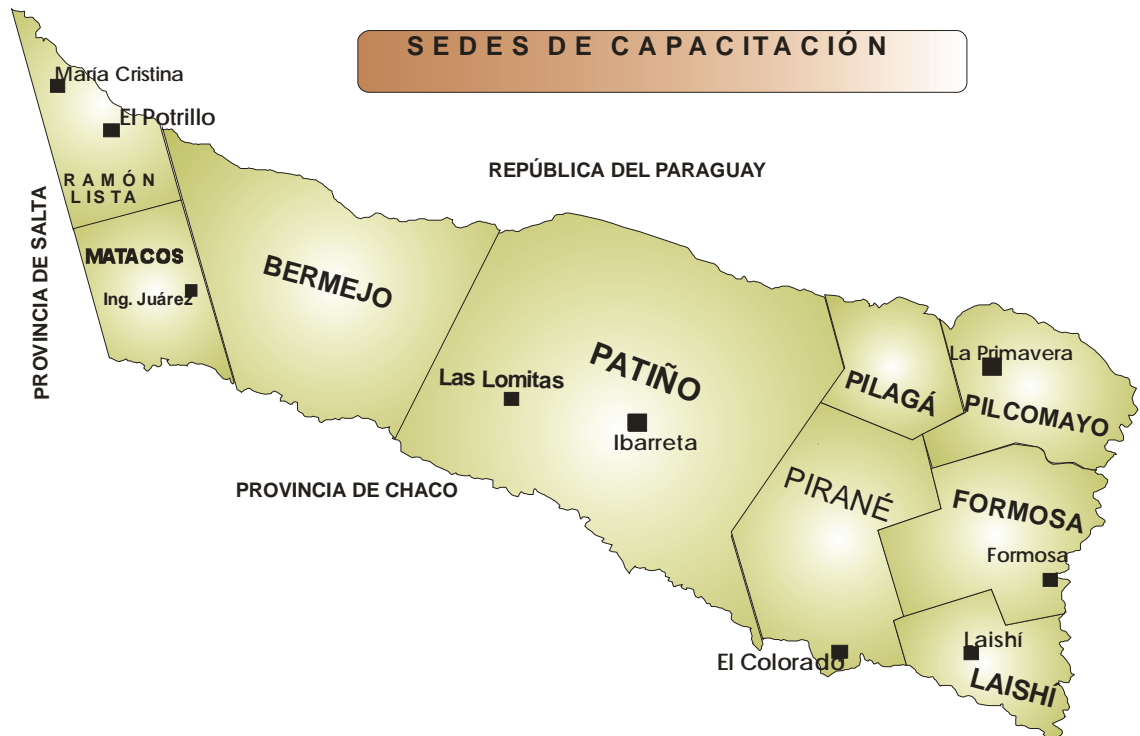 SEDES DE CAPACITACIÓN
María Cristina
El Potrillo
REPÚBLICA DEL PARAGUAY
RAMÓN
LISTA
PROVINCIA DE SALTA
MATACOS
Ing. Juárez
BERMEJO
PATIÑO
Las Lomitas
Ibarreta
PILAGÁ
La Primavera
PILCOMAYO
PROVINCIA DE CHACO
PIRANÉ
FORMOSA
Formosa
El Colorado
Laishí
LAISHÍ